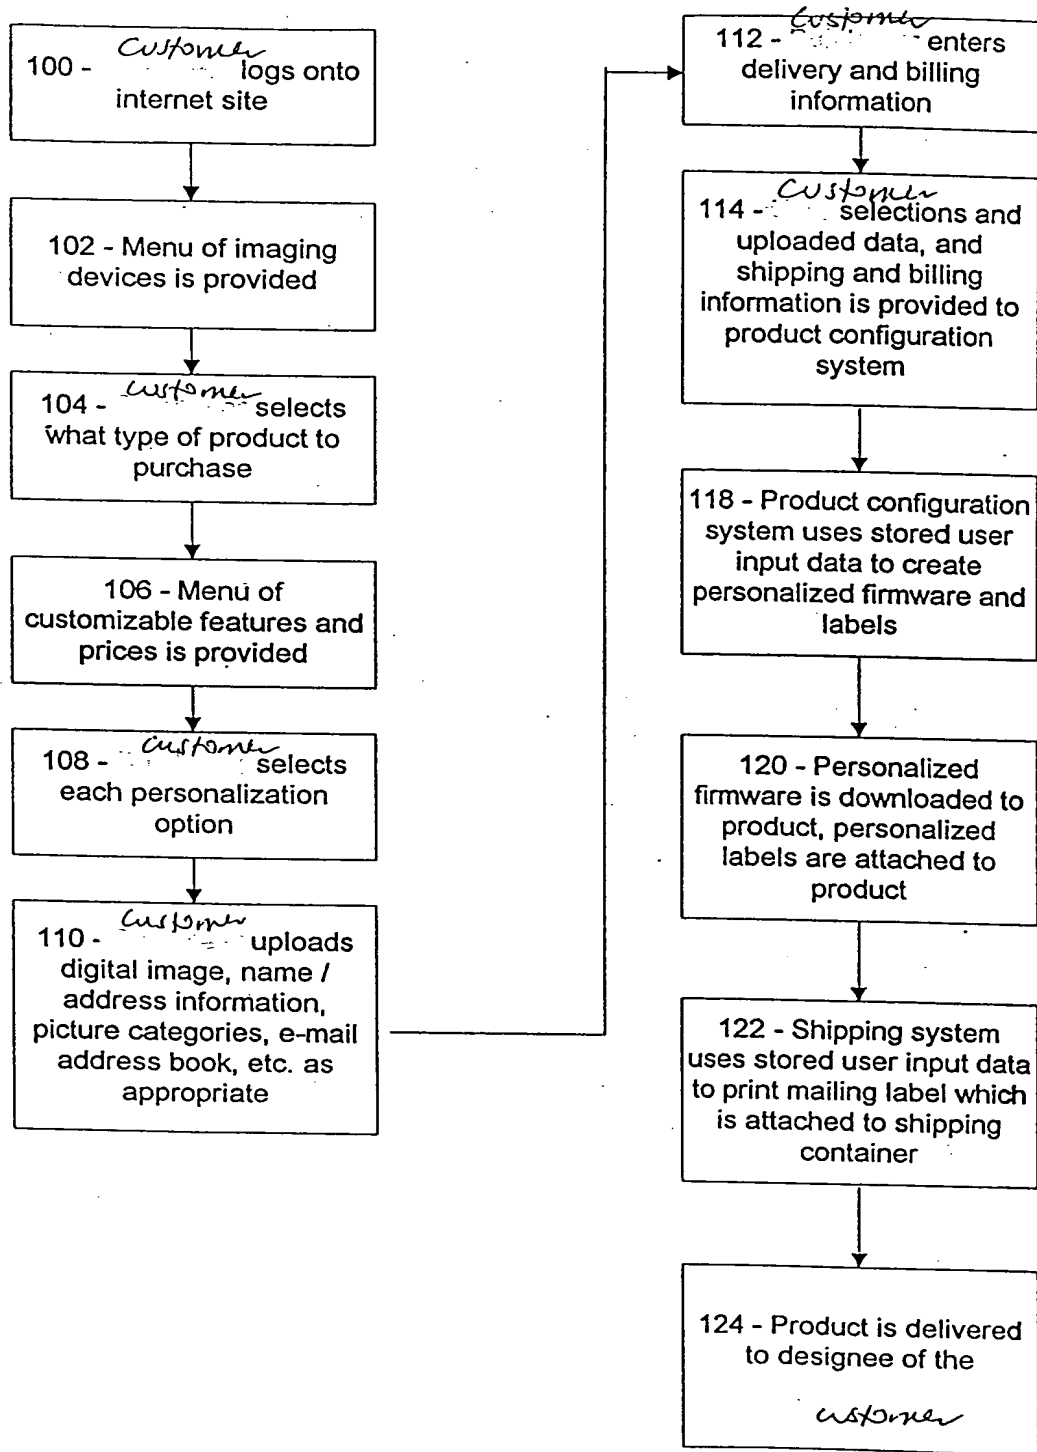 Customer
100 - logs onto
internet site
102 - Menu of imaging
devices is provided
customer
104 - selects
what type of product to
purchase
106 - Menu of
customizable features and
prices is provided
customer
108 - selects
each personalization
option
customer
110 - uploads
digital image, name /
address information,
picture categories, e-mail
address book, etc. as
appropriate
Customer
112 - enters
delivery and billing
information
Customer
114 - selections and
uploaded data, and
shipping and billing
information is provided to
product configuration
system
118 - Product configuration
system uses stored user
input data to create
personalized firmware and
labels
120 - Personalized
firmware is downloaded to
product, personalized
labels are attached to
product
122 - Shipping system
uses stored user input data
to print mailing label which
is attached to shipping
container
124 - Product is delivered
to designee of the
customer